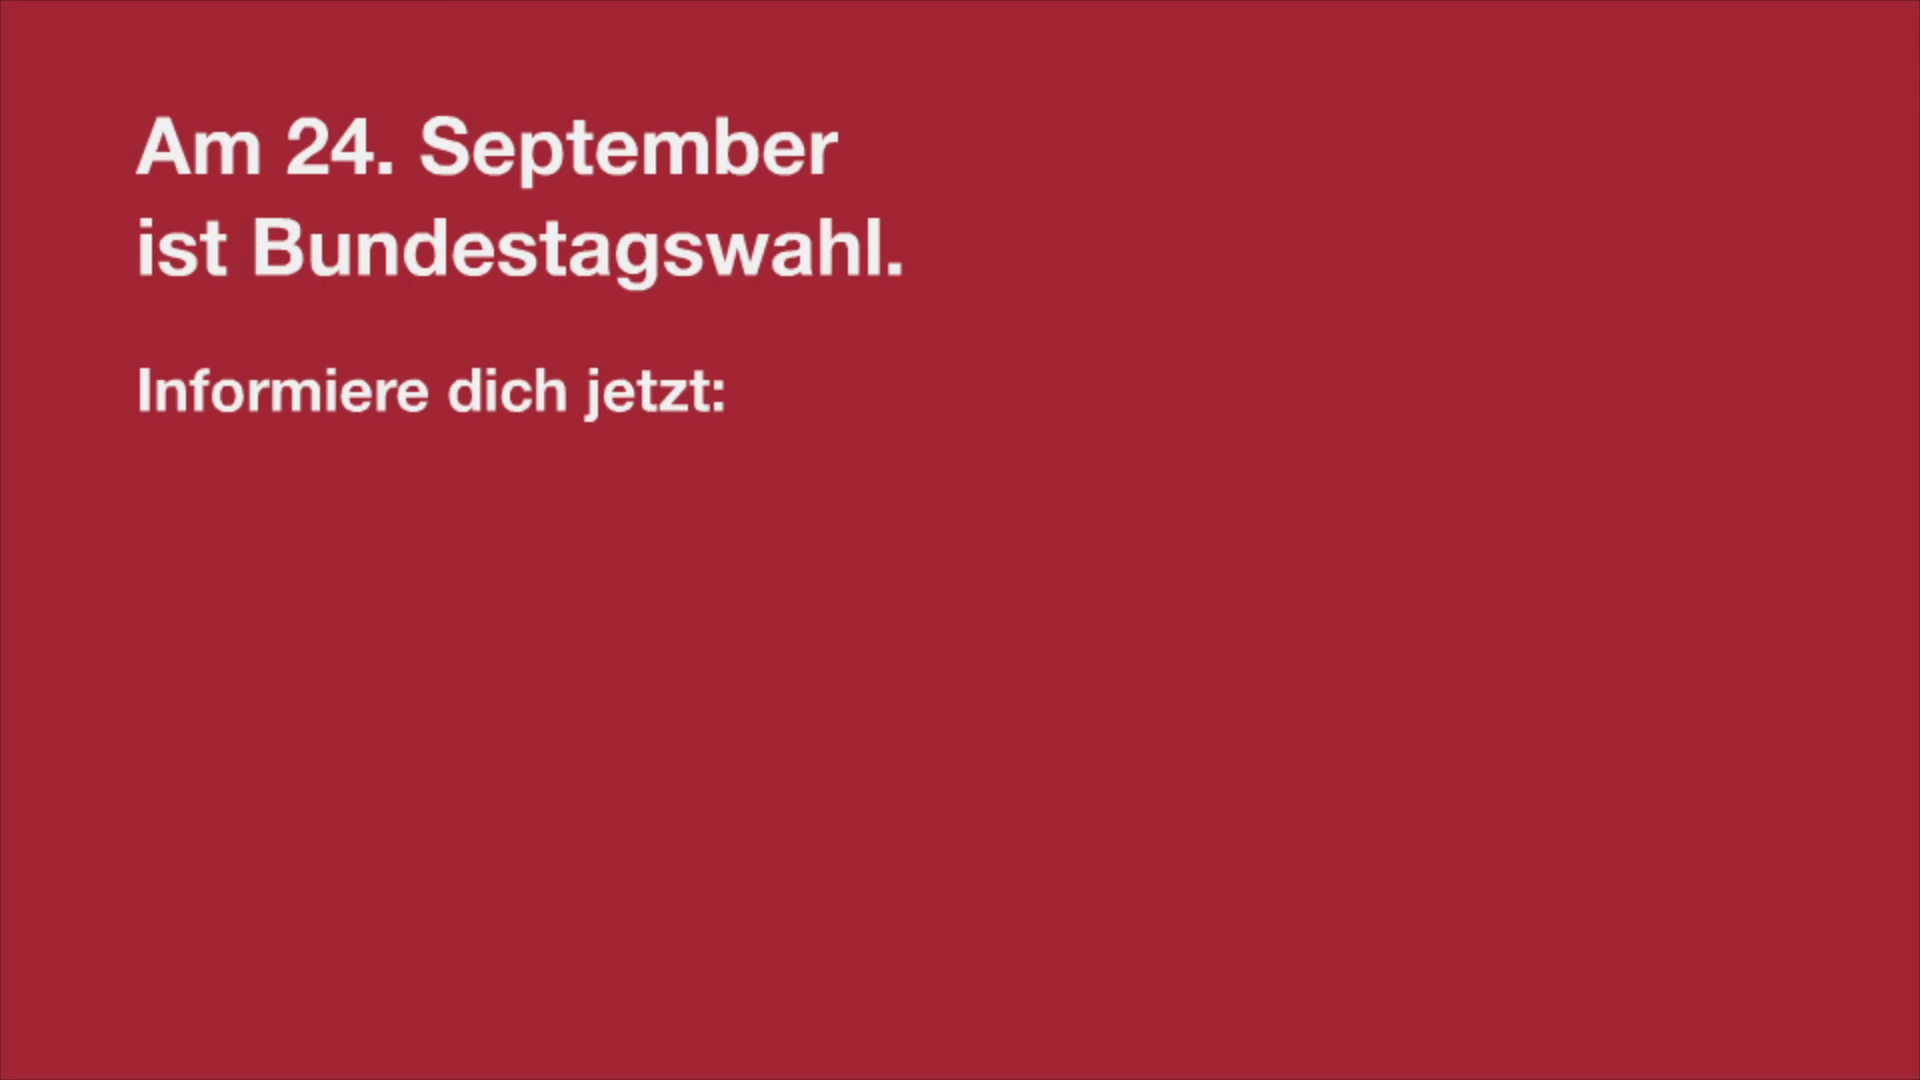 Am 24. September
ist Bundestagswahl.
Informiere dich jetzt: